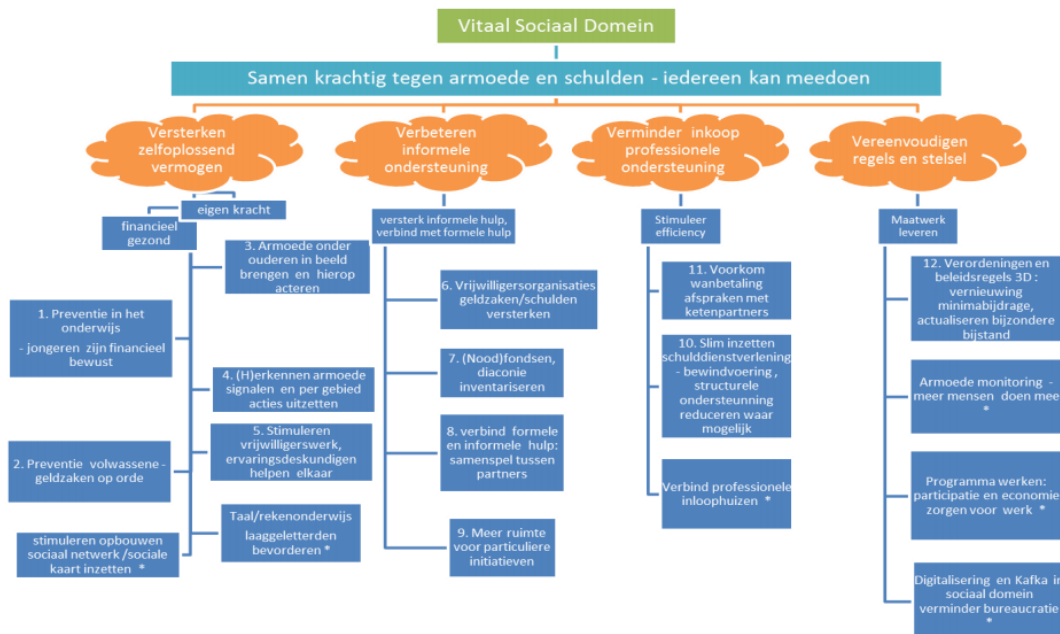 Vitaal Sociaal Domein
Samen krachtig tegen armoede en schulden - iedereen kan meedoen
Versterken
zelfoplossend
vermogen
eigen kracht
financieel
gezond
3. Armoede onder
ouderen in beeld
brengen en hierop
acteren
1. Preventie in het
onderwijs
- jongeren zijn financieel
bewust
4. (H)erkennen armoede
signalen en per gebied
acties uitzetten
5. Stimuleren
vrijwilligerswerk,
ervaringsdeskundigen
helpen elkaar
2. Preventie volwassene -
geldzaken op orde
Taal/rekenonderwijs
laaggeletterden
bevorderen *
stimuleren opbouwen
sociaal netwerk /sociale
kaart inzetten *
Verbeteren
informele
ondersteuning
versterk informele hulp,
verbind met formele hulp
6. Vrijwilligersorganisaties
geldzaken/schulden
versterken
7. (Nood)fondsen,
diaconie
inventariseren
8. verbind formele
en informele hulp:
samenspel tussen
partners
9. Meer ruimte
voor particuliere
initiatieven
Verminder inkoop
professionele
ondersteuning
Stimuleer
efficiency
11. Voorkom
wanbetaling
afspraken met
ketenpartners
10. Slim inzetten
schulddienstverlening
- bewindvoering ,
structurele
ondersteunning
reduceren waar
mogelijk
Verbind professionele
inloophuizen *
Vereenvoudigen
regels en stelsel
Maatwerk
leveren
12. Verordeningen en
beleidsregels 3D :
vernieuwing
minimabijdrage,
actualiseren bijzondere
bijstand
Armoede monitoring -
meer mensen doen mee
*
Programma werken:
participatie en economie
zorgen voor werk *
Digitalisering en Kafka in
sociaal domein
verminder bureaucratie
*